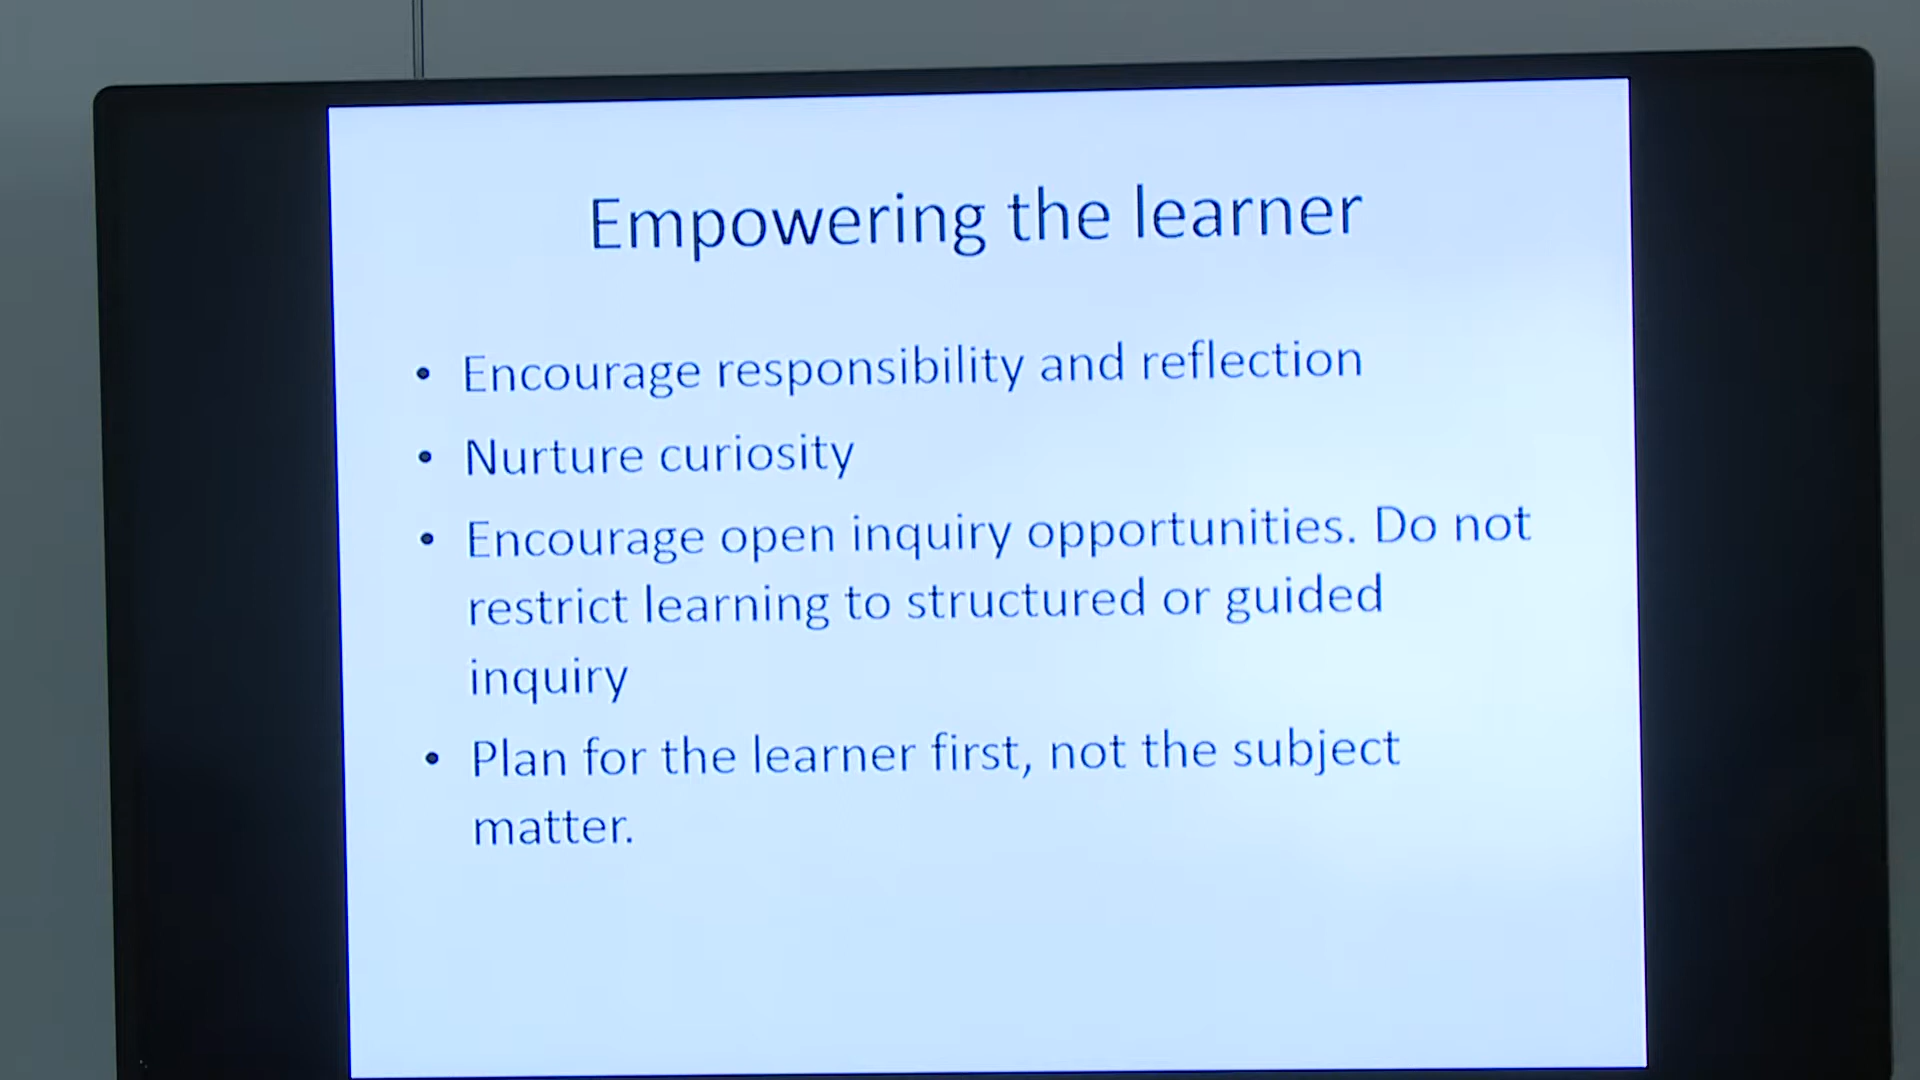 Empowering the learner
• Encourage responsibility and reflection
• Nurture curiosity
• Encourage open inquiry opportunities. Do not
restrict learning to structured or guided
inquiry
• Plan for the learner first, not the subject
matter.